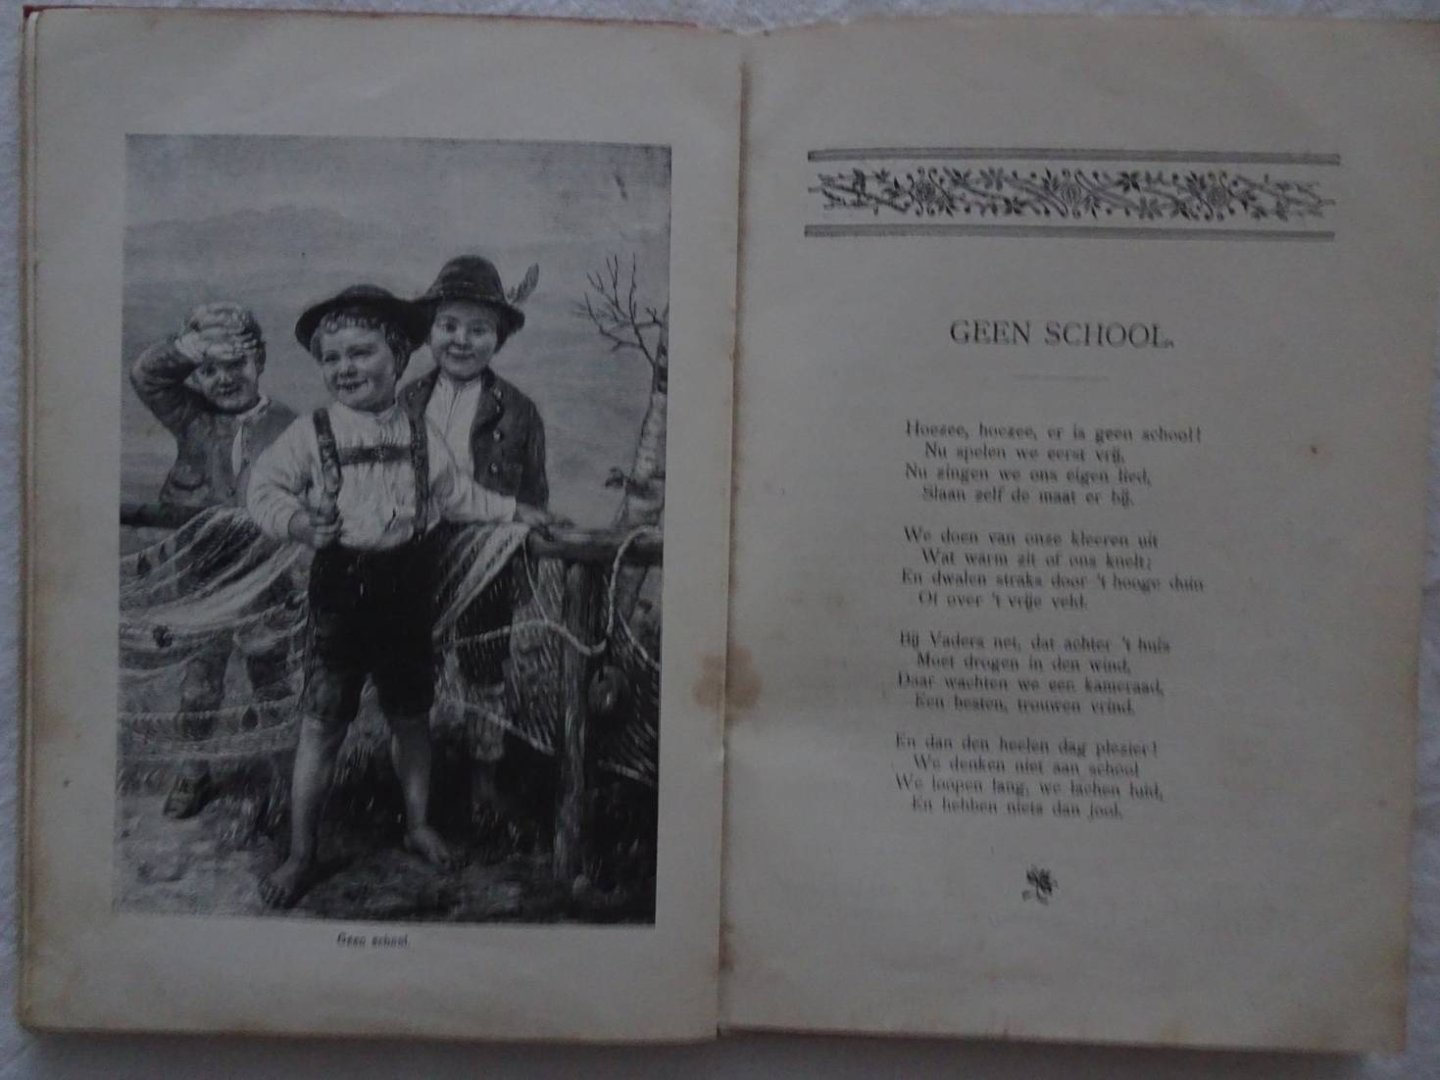 Geen school.
GEEN SCHOOL.
Hoezee, hoezee, er is geen school!
Nu spelen we eerst vrij,
Nu zingen we ons eigen lied,
Slaan zelf de maat er bij.
We doen van onze kleeren uit
Wat warm zit of ons knelt;
En dwalen straks door 't hooge duin
Of over 't vrije veld.
Bij Vaders net, dat achter 't huis
Moet drogen in den wind,
Daar wachten we een kameraad,
Een besten, trouwen vrind.
En dan den heelen dag plezier!
We denken niet aan school
We loopen lang, we lachen luid,
En hebben niets dan jool.